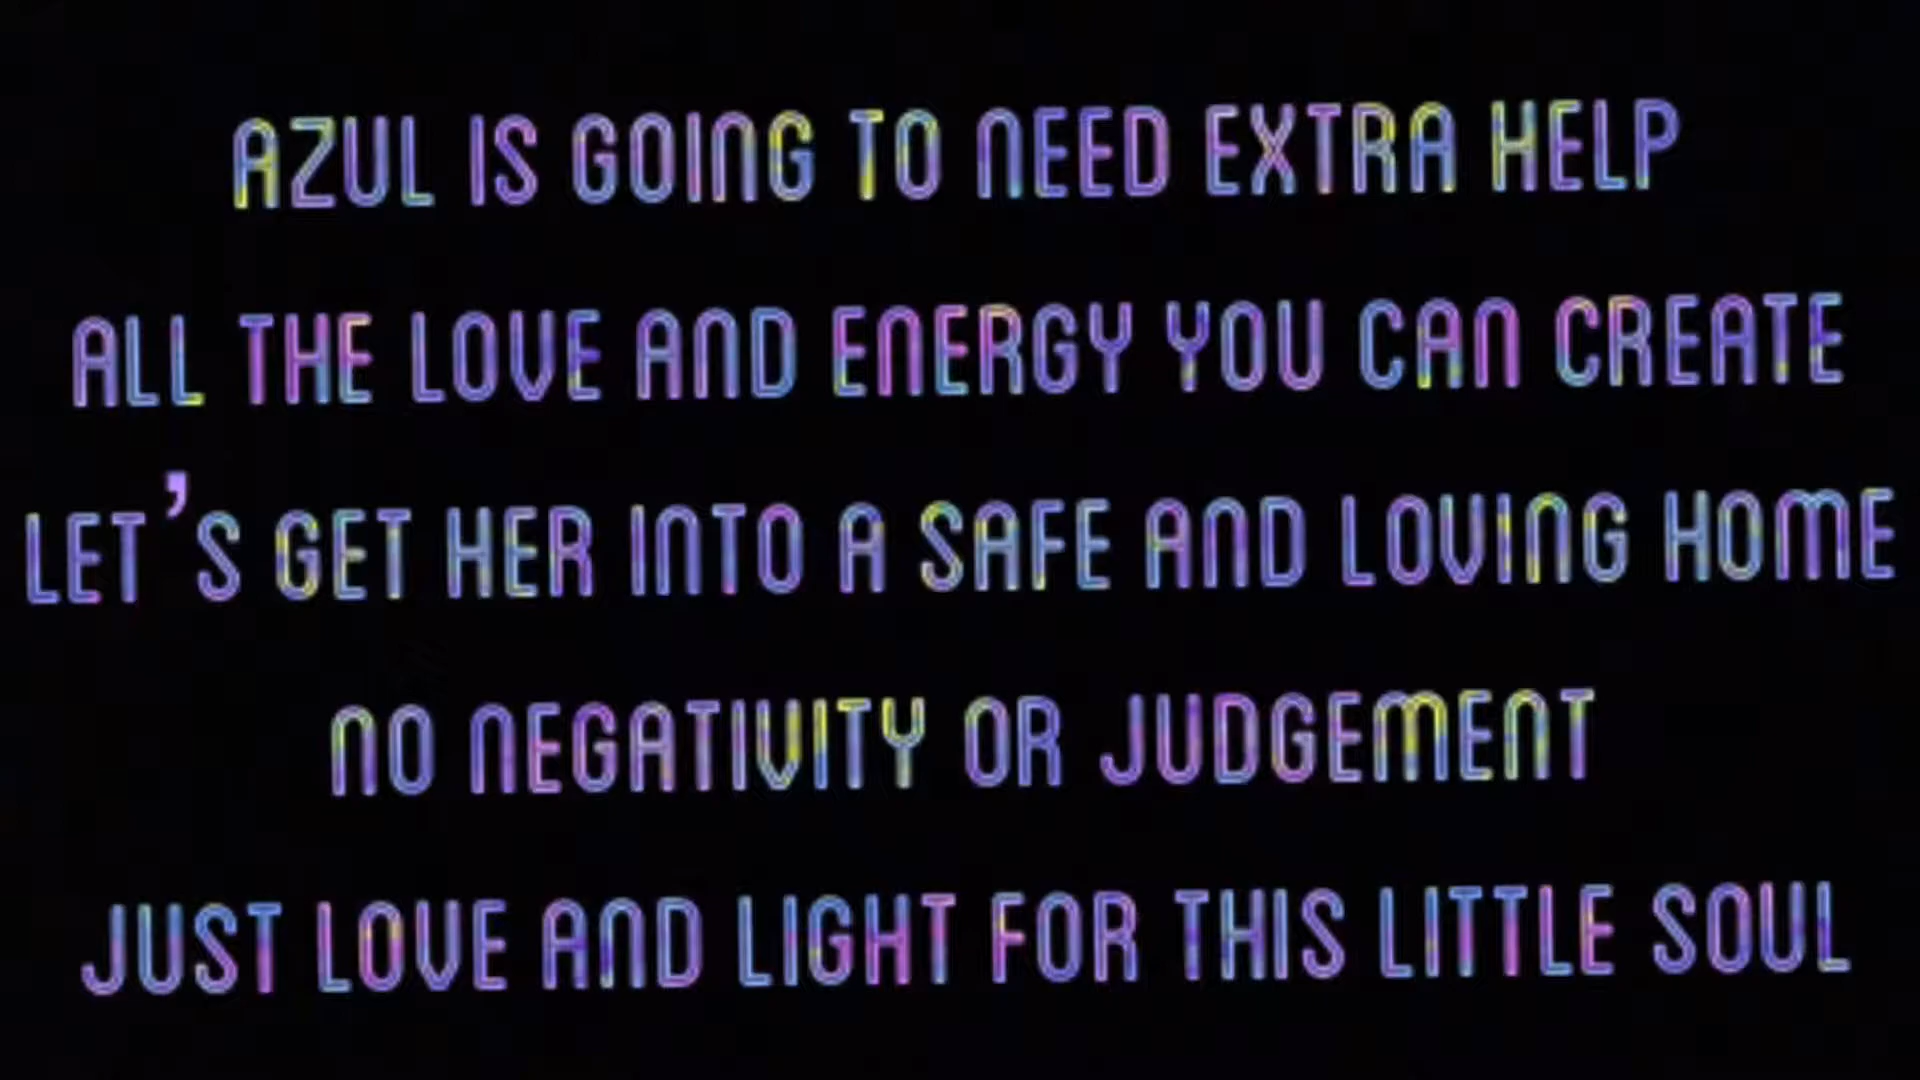 AZUL IS GOING TO NEED EXTRA HELP
ALL THE LOVE AND ENERGY YOU CAN CREATE
LET'S GET HER INTO A SAFE AND LOVING HOME
NO NEGATIVITY OR JUDGEMENT
JUST LOVE AND LIGHT FOR THIS LITTLE SOUL